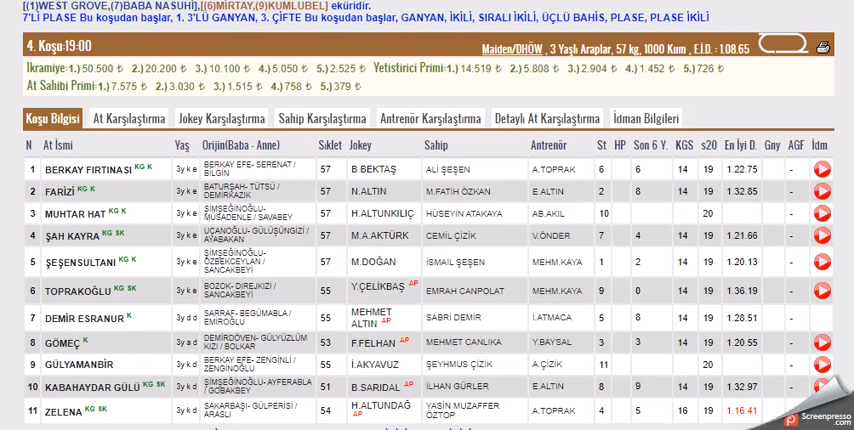 [(1)WEST GROVE,(7)BABA NASUHİ],[(6)MİRTAY,(9)KUMLUBEL] eküridir.
7'Lİ PLASE Bu koşudan başlar, 1. 3'LÜ GANYAN, 3. ÇİFTE Bu koşudan başlar, GANYAN, İKİLİ, SIRALI İKİLİ, ÜÇLÜ BAHİS, PLASE, PLASE İKİLİ
4. Koşu:19:00 Maiden/DHÖW , 3 Yaşlı Araplar, 57 kg, 1000 Kum , E.İ.D. : 1.08.65
Ikramiye:1.) 50.500 ₺ 2.) 20.200 ₺ 3.) 10.100 ₺ 4.) 5.050 ₺ 5.) 2.525 ₺ Yetistirici Primi:1.) 14.519 ₺ 2.) 5.808 ₺ 3.) 2.904 ₺ 4.) 1.452 ₺ 5.) 726 ₺
At Sahibi Primi:1.) 7.575 ₺ 2.) 3.030 ₺ 3.) 1.515 ₺ 4.) 758 ₺ 5.) 379 ₺
Koşu Bilgisi At Karşılaştırma Jokey Karşılaştırma Sahip Karşılaştırma Antrenör Karşılaştırma Detaylı At Karşılaştırma İdman Bilgileri
N At İsmi Yaş Orijin(Baba - Anne) Sıklet Jokey Sahip Antrenör St HP Son 6 Y. KGS s20 En İyi D. Gny AGF İdm
1 BERKAY FIRTINASI KG K 3y k e BERKAY EFE- SERENAT / BİLGİN 57 B.BEKTAŞ ALİ ŞEŞEN A.TOPRAK 6 6 14 19 1.22.75 -
2 FARİZİ KG K 3y k e BATURŞAH- TÜTSÜ / DEMİRKAZIK 57 N.ALTIN M.FATİH ÖZKAN E.ALTIN 2 8 14 19 1.32.85 -
3 MUHTAR HAT KG K 3y k e ŞİMŞEĞİNOĞLU- MUSADENLE / SAVABEY 57 H.ALTUNKILIÇ HÜSEYİN ATAKAYA AB.AKIL 10 20 -
4 ŞAH KAYRA KG SK 3y k e UÇANOĞLU- GÜLÜŞÜNGİZİ / AYABAKAN 57 M.A.AKTÜRK CEMİL ÇİZİK V.ÖNDER 7 4 14 19 1.21.66 -
5 ŞEŞENSULTANI KG K 3y k e ŞİMŞEĞİNOĞLU- ÖZBEKCEYLAN / SANCAKBEYI 57 M.DOĞAN İSMAİL ŞEŞEN MEHM.KAYA 1 2 14 19 1.20.13 -
6 TOPRAKOĞLU KG SK 3y k e BOZOK- DIREJKIZI / SANCAKBEYI 55 Y.ÇELİKBAŞ AP EMRAH CANPOLAT MEHM.KAYA 9 0 14 19 1.36.19 -
7 DEMİR ESRANUR K 3y d d SARRAF- BEGÜMABLA / EMIROĞLU 53 MEHMET ALTIN AP SABRİ DEMİR İ.ATMACA 5 8 14 19 1.28.51 -
8 GÖMEÇ K 3y a d DEMİRDÖVEN- GÜLYÜZLÜM KIZI / BOLKAR 53 F.FELHAN AP MEHMET CANLIKA Y.BAYSAL 3 3 14 19 1.20.55 -
9 GÜLYAMANBİR 3y k d BERKAY EFE- ZENGİNLİ / ZENGİNOĞLU 55 İ.AKYAVUZ ŞEYHMUS ÇİZİK A.ÇİZİK 11 20 -
10 KABAHAYDAR GÜLÜ KG SK 3y k d ŞİMŞEĞİNOĞLU- AYFERABLA / GÖBAKBEY 51 B.SARIDAL AP İLHAN GÜRLER E.ALTIN 8 9 14 19 1.32.97 -
11 ZELENA KG SK 3y k d SAKARBAŞI- GÜLPERİSİ / ARASLI 54 H.ALTUNDAĞ AP YASİN MUZAFFER ÖZTOP A.TOPRAK 4 5 16 19 1.16.41 -
Screenpresso
.com